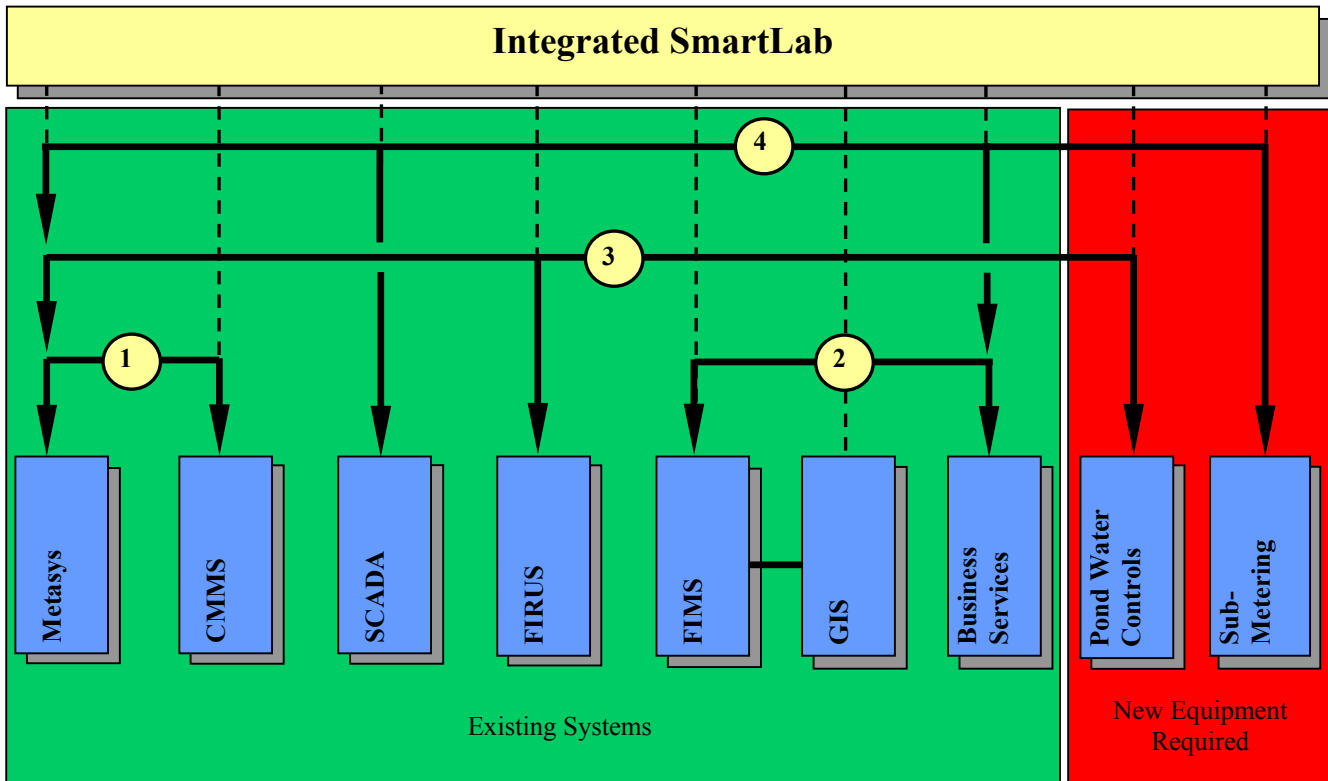 Integrated SmartLab
4
3
1
2
Metasys
CMMS
SCADA
FIRUS
FIMS
GIS
Business
Services
Pond Water
Controls
Sub-
Metering
Existing Systems
New Equipment
Required